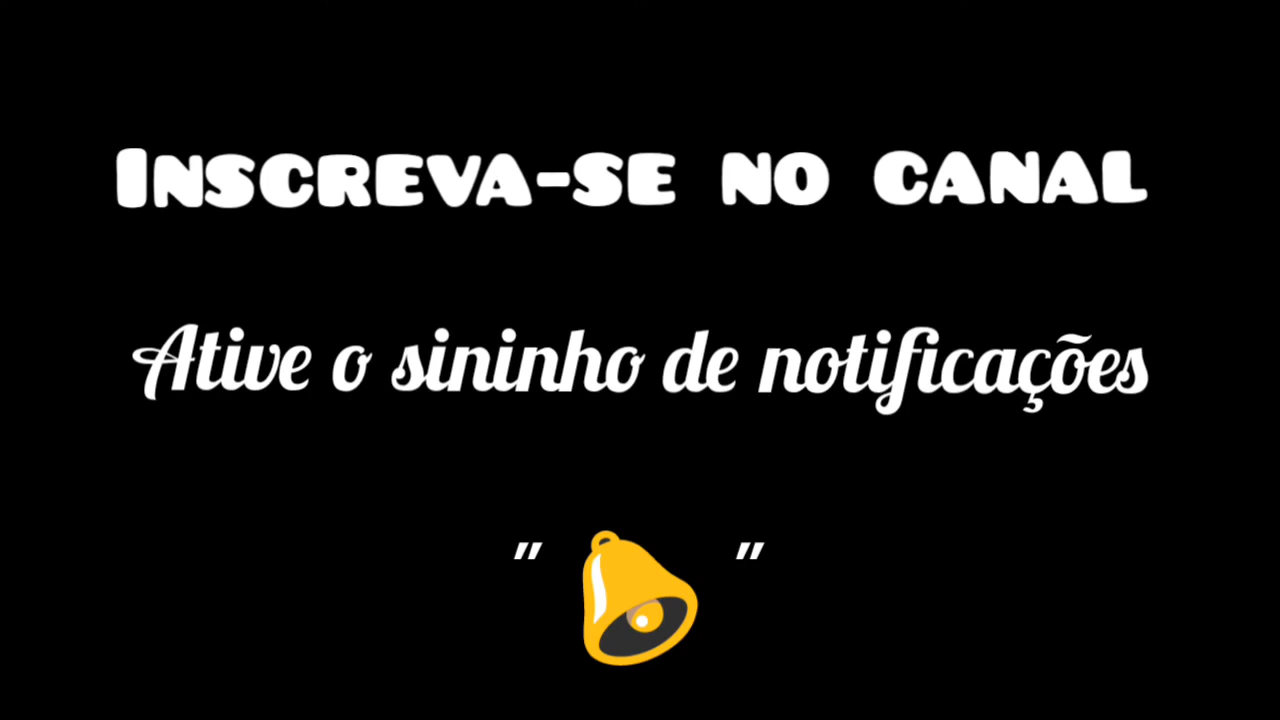 Inscreva-se no canal
Ative o sininho de notificações
" 🔔 "